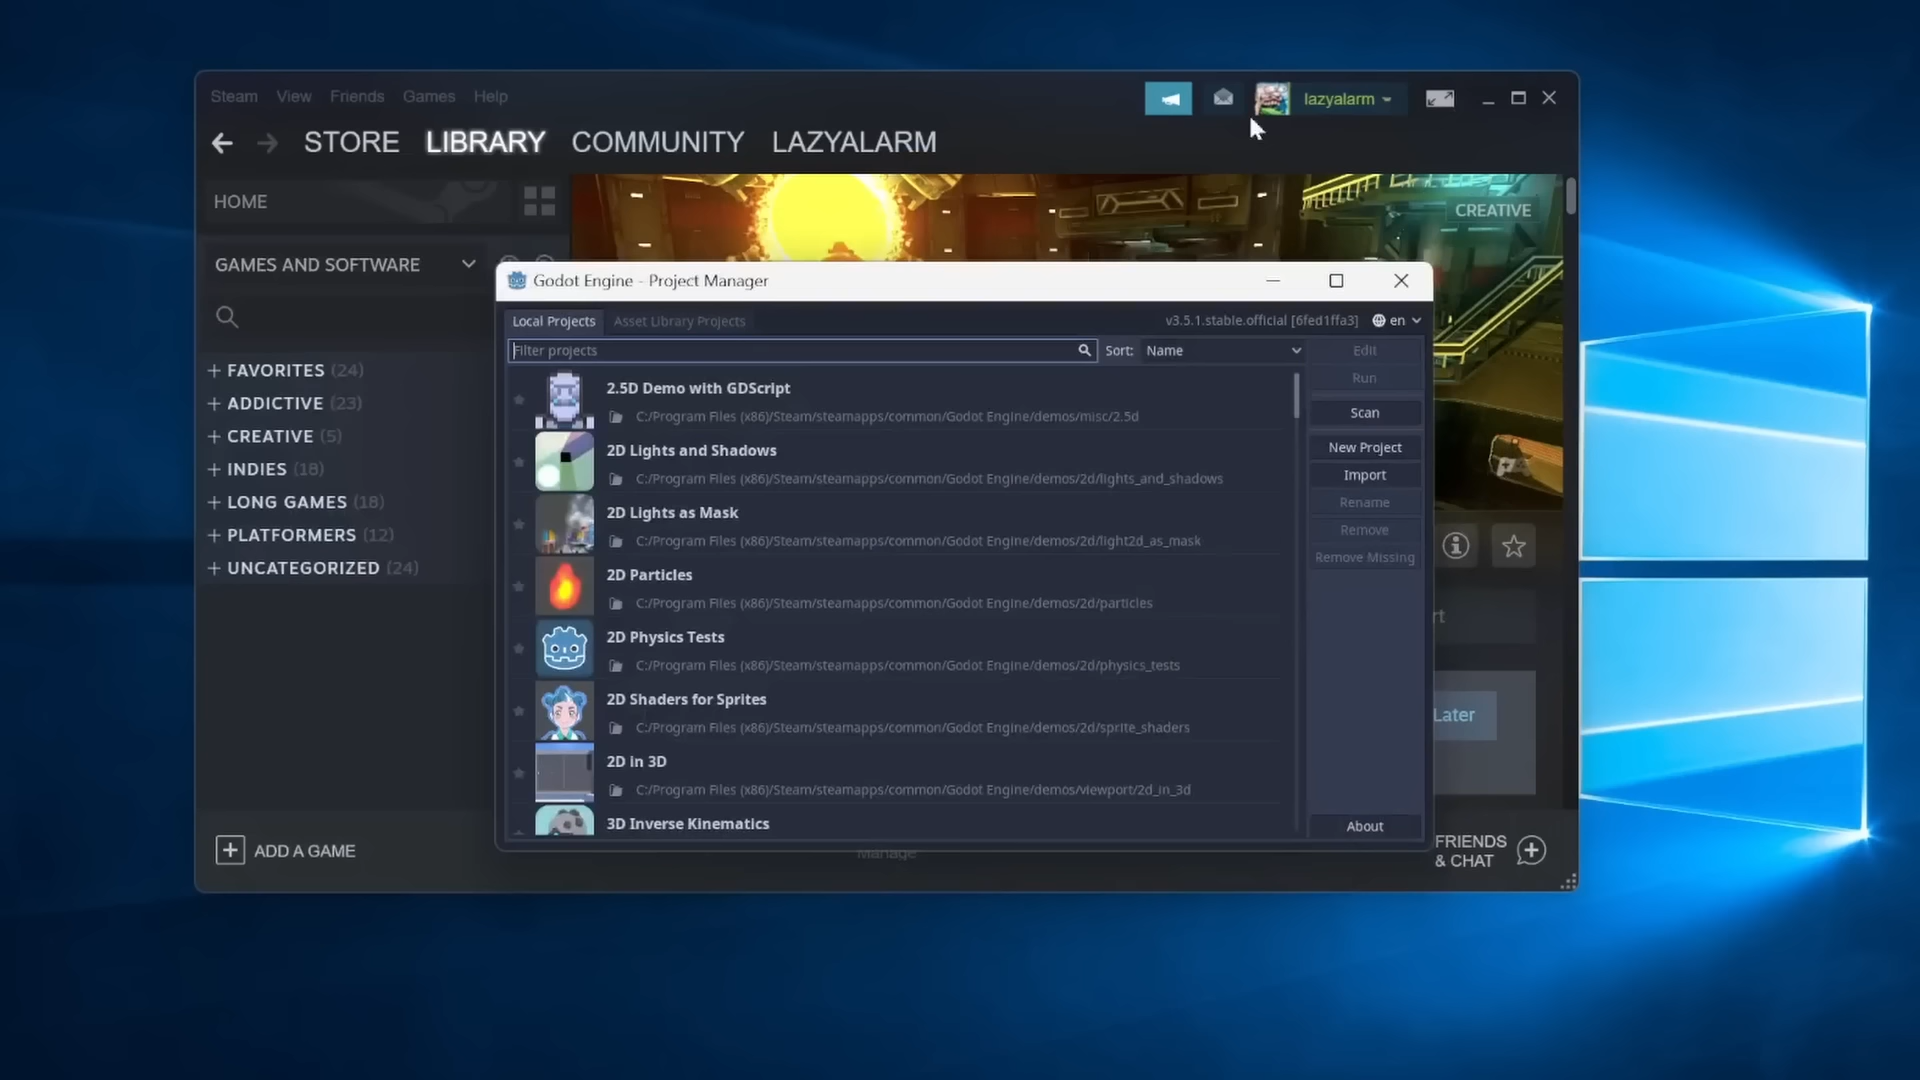 Steam View Friends Games Help
lazyalarm
STORE LIBRARY COMMUNITY LAZYALARM
HOME
CREATIVE
GAMES AND SOFTWARE
Godot Engine - Project Manager
Local Projects Asset Library Projects
v3.5.1.stable.official [6fed1ffa3] en
Filter projects
Sort: Name
Edit
Run
Scan
New Project
Import
Rename
Remove
Remove Missing
+ FAVORITES (24)
+ ADDICTIVE (23)
+ CREATIVE (5)
+ INDIES (18)
+ LONG GAMES (18)
+ PLATFORMERS (12)
+ UNCATEGORIZED (24)
2.5D Demo with GDScript
C:/Program Files (x86)/Steam/steamapps/common/Godot Engine/demos/misc/2.5d
2D Lights and Shadows
C:/Program Files (x86)/Steam/steamapps/common/Godot Engine/demos/2d/lights_and_shadows
2D Lights as Mask
C:/Program Files (x86)/Steam/steamapps/common/Godot Engine/demos/2d/light2d_as_mask
2D Particles
C:/Program Files (x86)/Steam/steamapps/common/Godot Engine/demos/2d/particles
2D Physics Tests
C:/Program Files (x86)/Steam/steamapps/common/Godot Engine/demos/2d/physics_tests
2D Shaders for Sprites
C:/Program Files (x86)/Steam/steamapps/common/Godot Engine/demos/2d/sprite_shaders
2D in 3D
C:/Program Files (x86)/Steam/steamapps/common/Godot Engine/demos/viewport/2d_in_3d
3D Inverse Kinematics
About
Later
ADD A GAME
Manage
FRIENDS
& CHAT